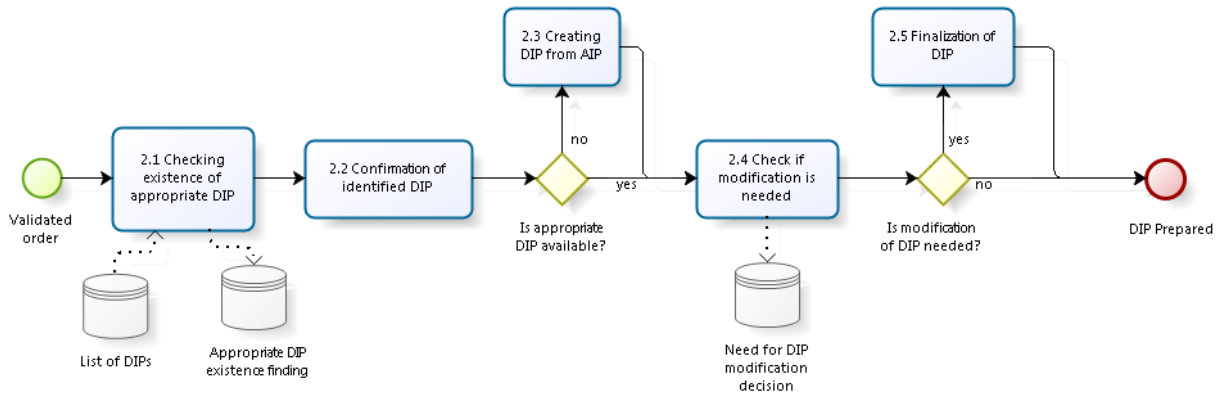 Validated
order
2.1 Checking
existence of
appropriate DIP
List of DIPs
Appropriate DIP
existence finding
2.2 Confirmation of
identified DIP
Is appropriate
DIP available?
no
yes
2.3 Creating
DIP from AIP
2.4 Check if
modification is
needed
Need for DIP
modification
decision
Is modification
of DIP needed?
yes
no
2.5 Finalization of
DIP
DIP Prepared